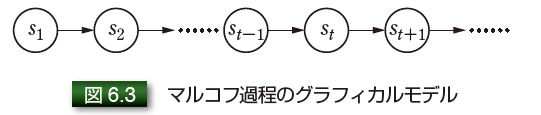 s1 s2 ...... st−1 st st+1 ......
図 6.3 マルコフ過程のグラフィカルモデル